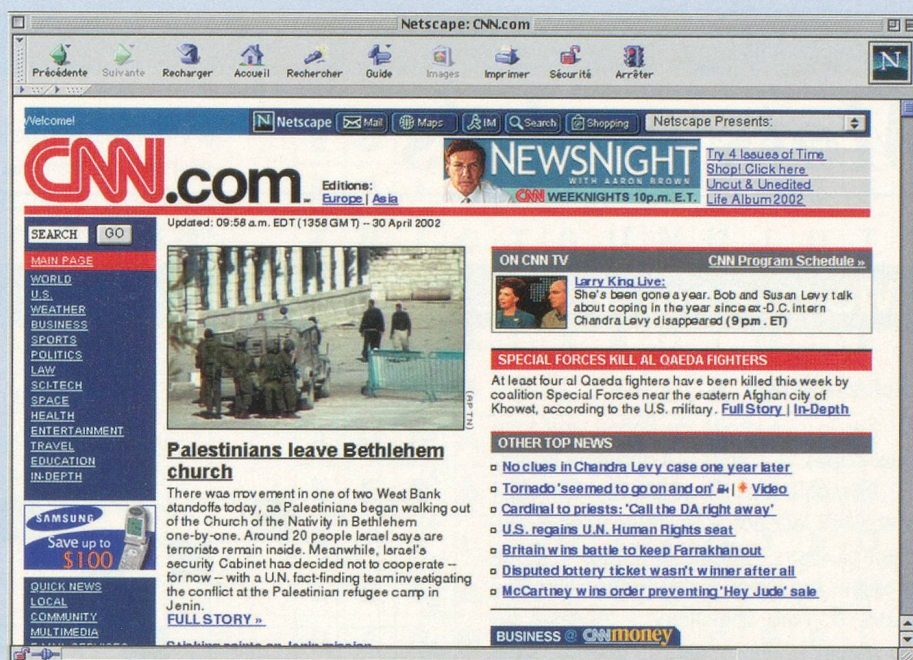 Netscape: CNN.com
Précédente Suivante Recharger Accueil Rechercher Guide Images Imprimer Sécurité Arrêter
N
Welcome!
N Netscape Mail Maps IM Search Shopping Netscape Presents:
CNN.com
Editions:
Europe | Asia
NEWSNIGHT
WITH AARON BROWN
CNN WEEKNIGHTS 10p.m. E.T.
Try 4 Issues of Time
Shop! Click here
Uncut & Unedited
Life Album 2002
SEARCH GO
MAIN PAGE
WORLD
U.S.
WEATHER
BUSINESS
SPORTS
POLITICS
LAW
SCI-TECH
SPACE
HEALTH
ENTERTAINMENT
TRAVEL
EDUCATION
IN-DEPTH
SAMSUNG
Save up to
$100
QUICK NEWS
LOCAL
COMMUNITY
MULTIMEDIA
Updated: 09:58 a.m. EDT (1358 GMT) -- 30 April 2002
(APTN)
Palestinians leave Bethlehem
church
There was movement in one of two West Bank
standoffs today, as Palestinians began walking out
of the Church of the Nativity in Bethlehem
one-by-one. Around 20 people Israel says are
terrorists remain inside. Meanwhile, Israel's
security Cabinet has decided not to cooperate --
for now -- with a U.N. fact-finding team investigating
the conflict at the Palestinian refugee camp in
Jenin.
FULL STORY »
ON CNN TV CNN Program Schedule »
Larry King Live:
She's been gone a year. Bob and Susan Levy talk
about coping in the year since ex-D.C. intern
Chandra Levy disappeared (9 p.m. ET)
SPECIAL FORCES KILL AL QAEDA FIGHTERS
At least four al Qaeda fighters have been killed this week by
coalition Special Forces near the eastern Afghan city of
Khowst, according to the U.S. military. Full Story | In-Depth
OTHER TOP NEWS
No clues in Chandra Levy case one year later
Tornado 'seemed to go on and on' | Video
Cardinal to priests: 'Call the DA right away'
U.S. regains U.N. Human Rights seat
Britain wins battle to keep Farrakhan out
Disputed lottery ticket wasn't winner after all
McCartney wins order preventing 'Hey Jude' sale
BUSINESS @ CNNmoney